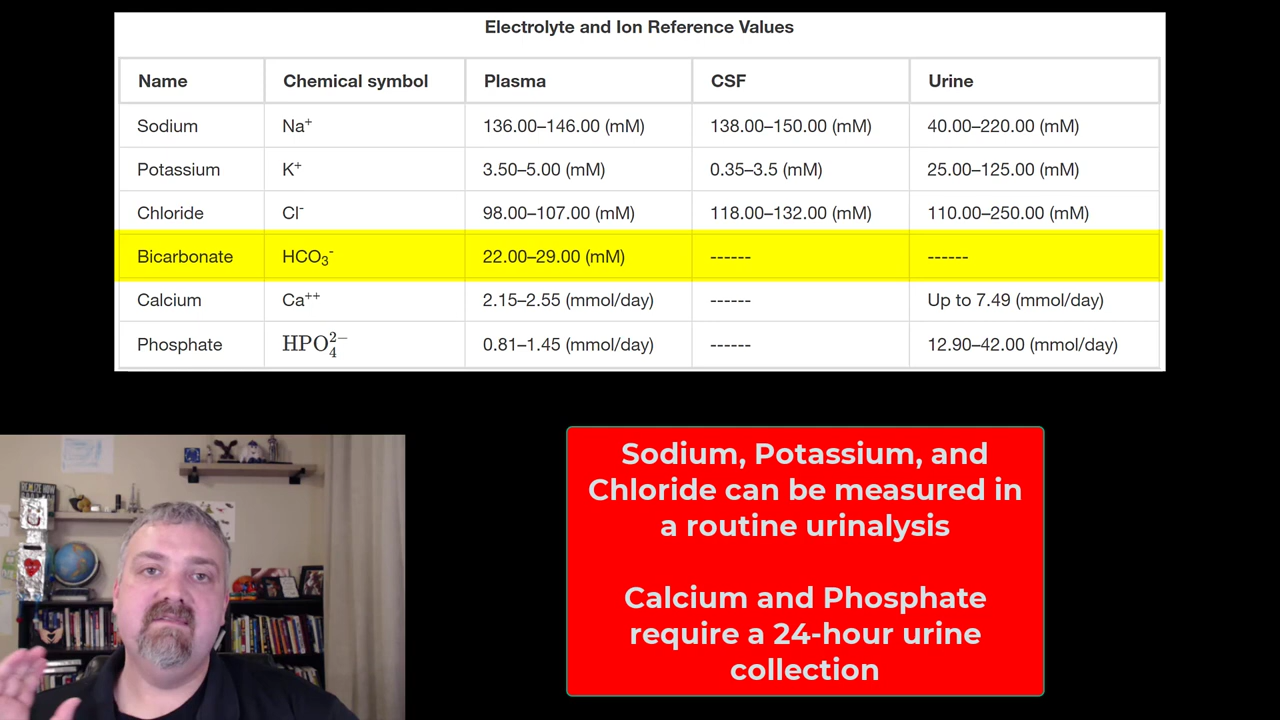 Electrolyte and Ion Reference Values
Name Chemical symbol Plasma CSF Urine
Sodium Na⁺ 136.00–146.00 (mM) 138.00–150.00 (mM) 40.00–220.00 (mM)
Potassium K⁺ 3.50–5.00 (mM) 0.35–3.5 (mM) 25.00–125.00 (mM)
Chloride Cl⁻ 98.00–107.00 (mM) 118.00–132.00 (mM) 110.00–250.00 (mM)
Bicarbonate HCO₃⁻ 22.00–29.00 (mM) ------ ------
Calcium Ca⁺⁺ 2.15–2.55 (mmol/day) ------ Up to 7.49 (mmol/day)
Phosphate HPO₄²⁻ 0.81–1.45 (mmol/day) ------ 12.90–42.00 (mmol/day)
Sodium, Potassium, and
Chloride can be measured in
a routine urinalysis
Calcium and Phosphate
require a 24-hour urine
collection